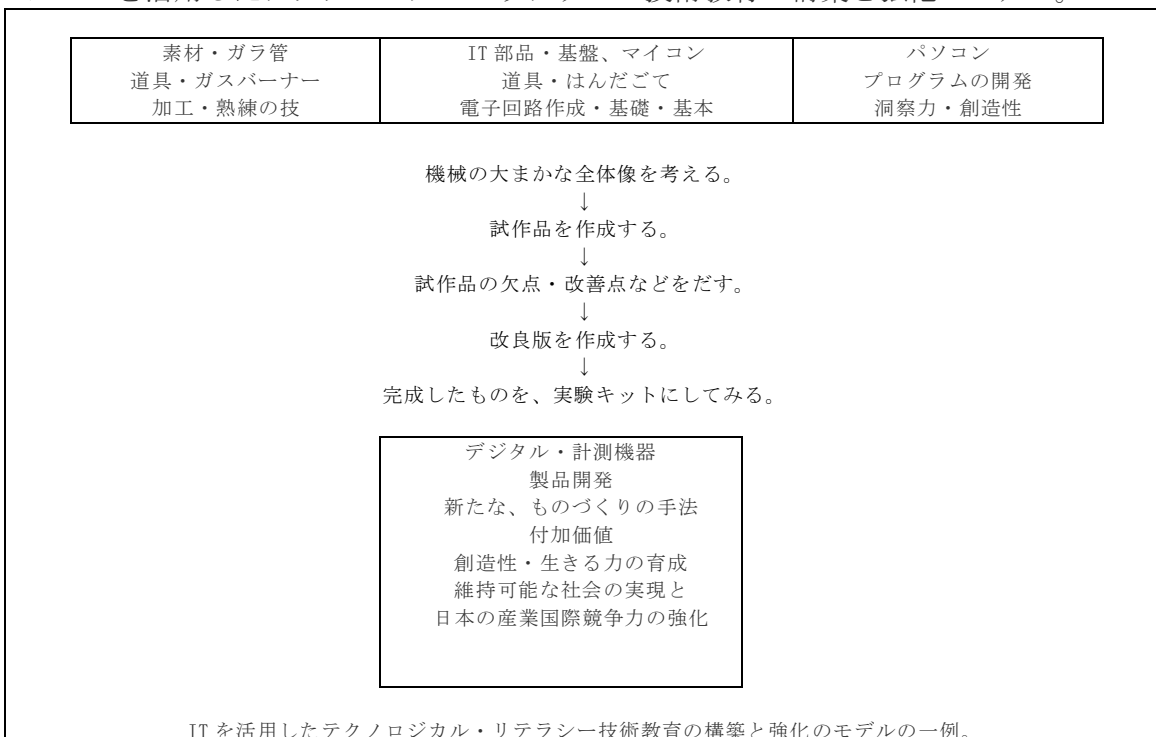 素材・ガラ管
道具・ガスバーナー
加工・熟練の技
IT 部品・基盤、マイコン
道具・はんだごて
電子回路作成・基礎・基本
パソコン
プログラムの開発
洞察力・創造性
機械の大まかな全体像を考える。
↓
試作品を作成する。
↓
試作品の欠点・改善点などをだす。
↓
改良版を作成する。
↓
完成したものを、実験キットにしてみる。
デジタル・計測機器
製品開発
新たな、ものづくりの手法
付加価値
創造性・生きる力の育成
維持可能な社会の実現と
日本の産業国際競争力の強化
IT を活用したテクノロジカル・リテラシー技術教育の構築と強化のモデルの一例。